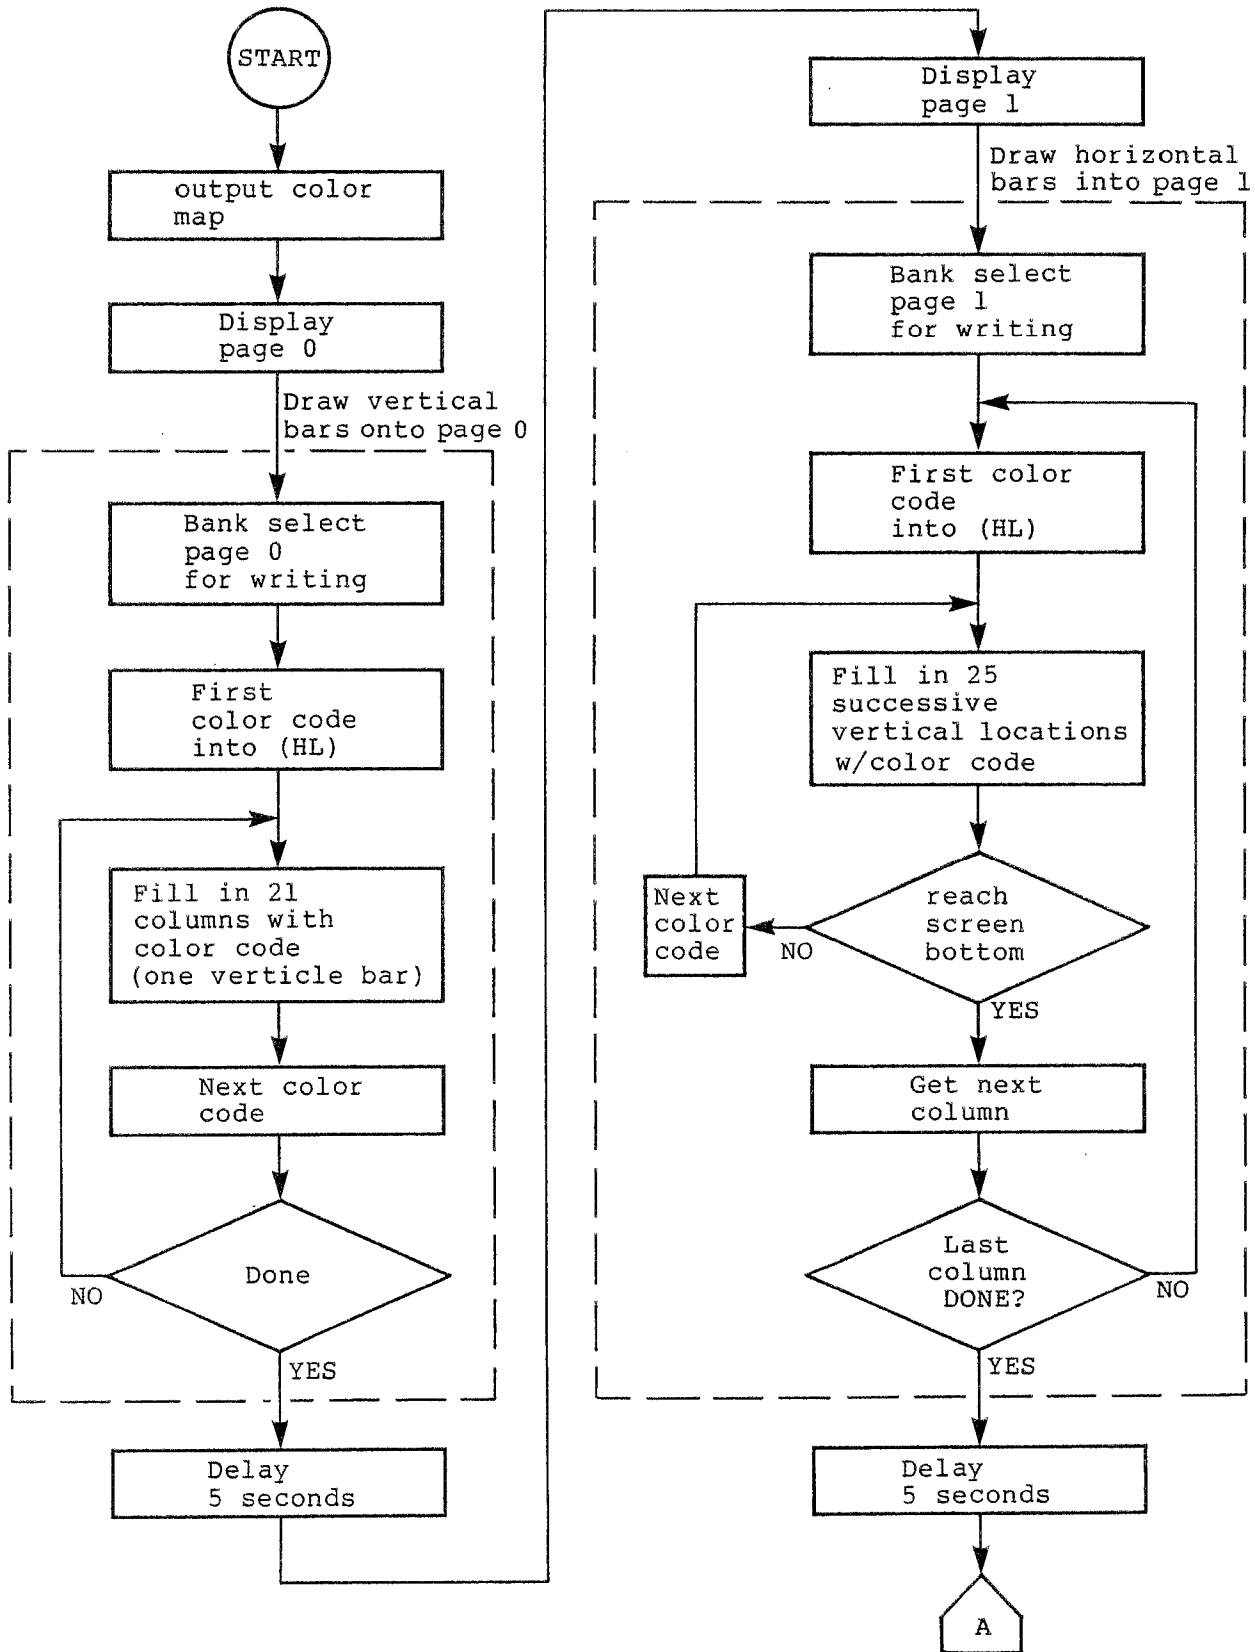 START
output color
map
Display
page 0
Draw vertical
bars onto page 0
Bank select
page 0
for writing
First
color code
into (HL)
Fill in 21
columns with
color code
(one verticle bar)
Next color
code
Done
NO
YES
Delay
5 seconds
Display
page 1
Draw horizontal
bars into page 1
Bank select
page 1
for writing
First color
code
into (HL)
Fill in 25
successive
vertical locations
w/color code
reach
screen
bottom
NO
Next
color
code
YES
Get next
column
Last
column
DONE?
NO
YES
Delay
5 seconds
A